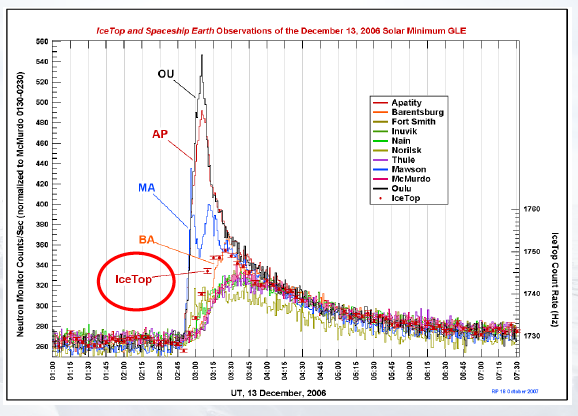 IceTop and Spaceship Earth Observations of the December 13, 2006 Solar Minimum GLE
Neutron Monitor Counts/Sec (normalized to McMurdo 0130-0230)
560
540
520
500
480
460
440
420
400
380
360
340
320
300
280
260
OU
AP
MA
BA
IceTop
Apatity
Barentsburg
Fort Smith
Inuvik
Nain
Norilsk
Thule
Mawson
McMurdo
Oulu
IceTop
1760
1750
1740
1730
IceTop Count Rate (Hz)
01:00 01:15 01:30 01:45 02:00 02:15 02:30 02:45 03:00 03:15 03:30 03:45 04:00 04:15 04:30 04:45 05:00 05:15 05:30 05:45 06:00 06:15 06:30 06:45 07:00 07:15 07:30
UT, 13 December, 2006
RP 18 October 2007